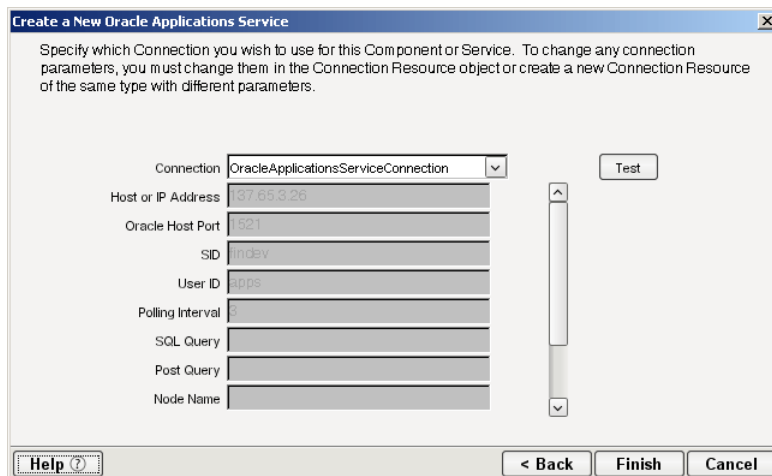 Create a New Oracle Applications Service
Specify which Connection you wish to use for this Component or Service. To change any connection
parameters, you must change them in the Connection Resource object or create a new Connection Resource
of the same type with different parameters.
Connection OracleApplicationsServiceConnection Test
Host or IP Address 137.65.3.26
Oracle Host Port 1521
SID findev
User ID apps
Polling Interval 3
SQL Query
Post Query
Node Name
Help ? < Back Finish Cancel